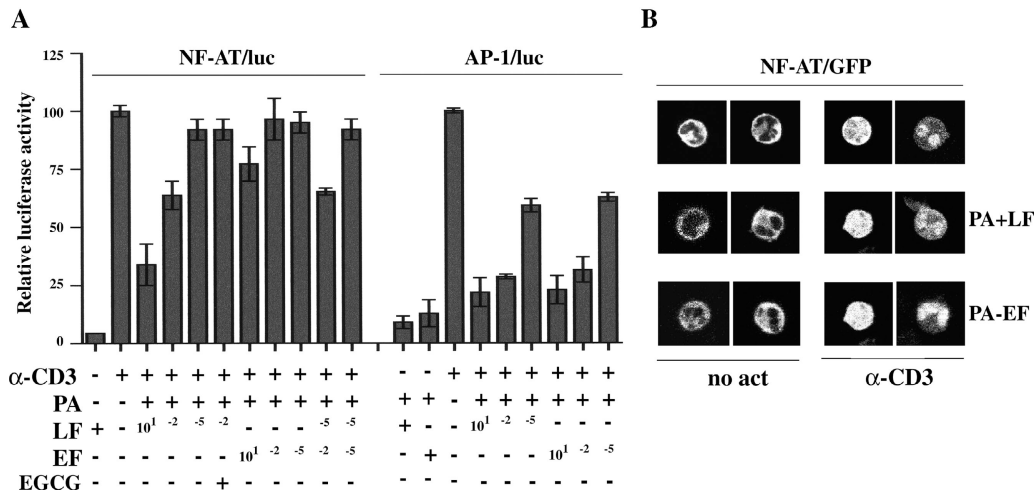 A
B
NF-AT/luc AP-1/luc
NF-AT/GFP
Relative luciferase activity
125
100
75
50
25
0
PA+LF
PA-EF
no act α-CD3
α-CD3 - + + + + + + + + + + - - + + + + + + +
PA - - + + + + + + + + + + + - + + + + + +
LF + - 10¹ -2 -5 -2 - - - -5 -5 + - - 10¹ -2 -5 - - -
EF - - - - - - 10¹ -2 -5 -2 -5 - + - - - - 10¹ -2 -5
EGCG - - - - - + - - - - - - - - - - - - - -